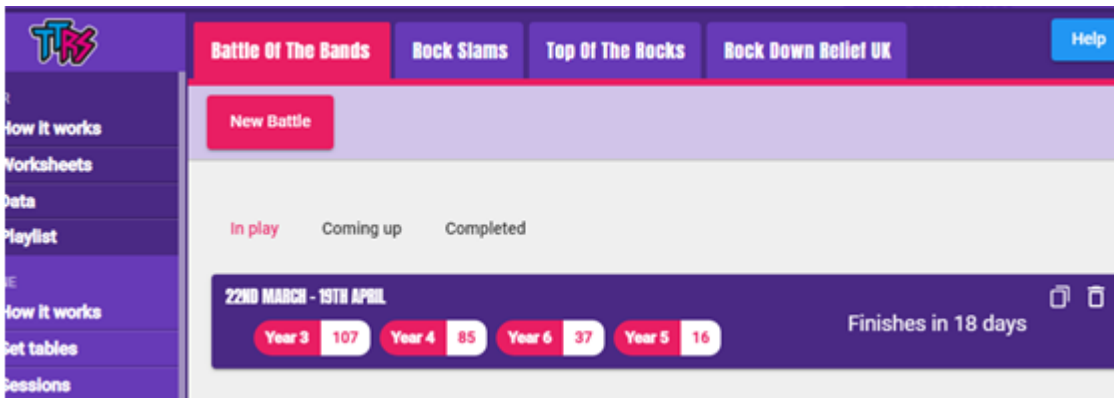 TTRS
Battle Of The Bands
Rock Slams
Top Of The Rocks
Rock Down Relief UK
Help
How it works
Worksheets
Data
Playlist
How it works
Set tables
Sessions
New Battle
In play Coming up Completed
22ND MARCH - 19TH APRIL
Finishes in 18 days
Year 3 107 Year 4 85 Year 6 37 Year 5 16